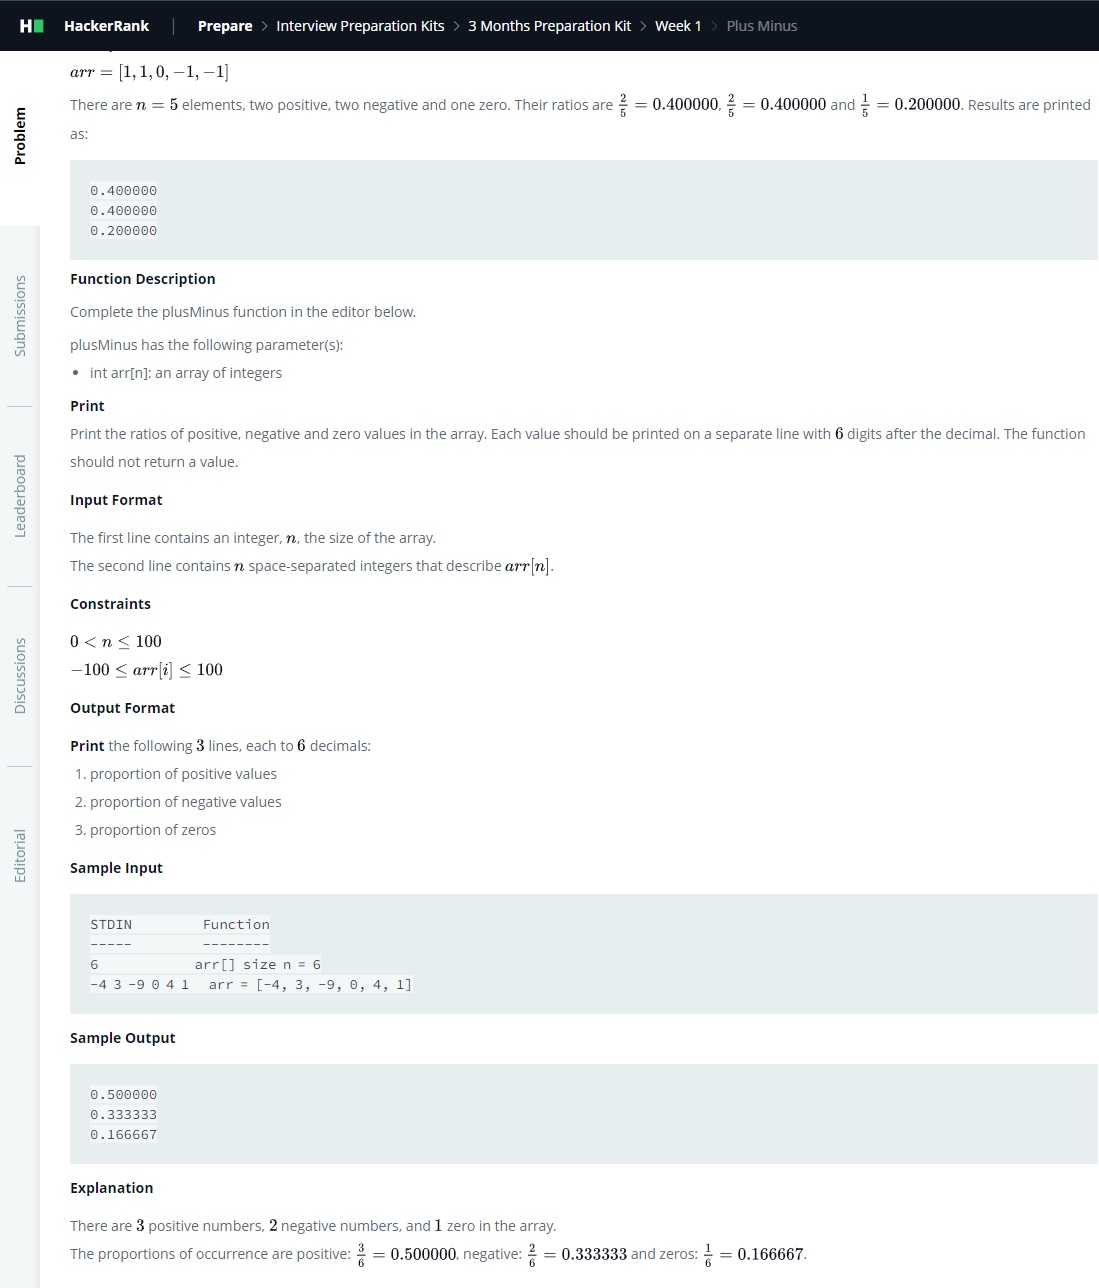 HackerRank | Prepare > Interview Preparation Kits > 3 Months Preparation Kit > Week 1 > Plus Minus
arr = [1, 1, 0, −1, −1]
There are n = 5 elements, two positive, two negative and one zero. Their ratios are 2/5 = 0.400000, 2/5 = 0.400000 and 1/5 = 0.200000. Results are printed
as:
0.400000
0.400000
0.200000
Function Description
Complete the plusMinus function in the editor below.
plusMinus has the following parameter(s):
• int arr[n]: an array of integers
Print
Print the ratios of positive, negative and zero values in the array. Each value should be printed on a separate line with 6 digits after the decimal. The function
should not return a value.
Input Format
The first line contains an integer, n, the size of the array.
The second line contains n space-separated integers that describe arr[n].
Constraints
0 < n ≤ 100
−100 ≤ arr[i] ≤ 100
Output Format
Print the following 3 lines, each to 6 decimals:
1. proportion of positive values
2. proportion of negative values
3. proportion of zeros
Sample Input
STDIN Function
----- --------
6 arr[] size n = 6
-4 3 -9 0 4 1 arr = [-4, 3, -9, 0, 4, 1]
Sample Output
0.500000
0.333333
0.166667
Explanation
There are 3 positive numbers, 2 negative numbers, and 1 zero in the array.
The proportions of occurrence are positive: 3/6 = 0.500000, negative: 2/6 = 0.333333 and zeros: 1/6 = 0.166667.
Problem
Submissions
Leaderboard
Discussions
Editorial